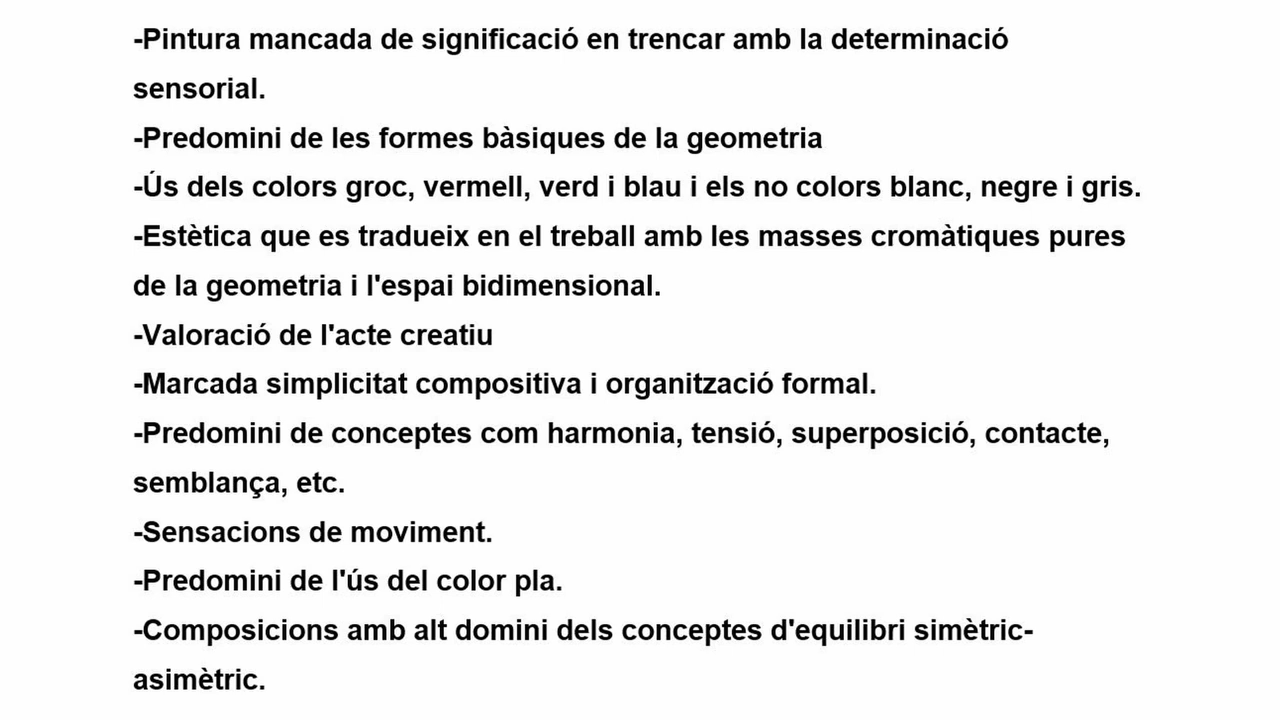 -Pintura mancada de significació en trencar amb la determinació
sensorial.
-Predomini de les formes bàsiques de la geometria
-Ús dels colors groc, vermell, verd i blau i els no colors blanc, negre i gris.
-Estètica que es tradueix en el treball amb les masses cromàtiques pures
de la geometria i l'espai bidimensional.
-Valoració de l'acte creatiu
-Marcada simplicitat compositiva i organització formal.
-Predomini de conceptes com harmonia, tensió, superposició, contacte,
semblança, etc.
-Sensacions de moviment.
-Predomini de l'ús del color pla.
-Composicions amb alt domini dels conceptes d'equilibri simètric-
asimètric.